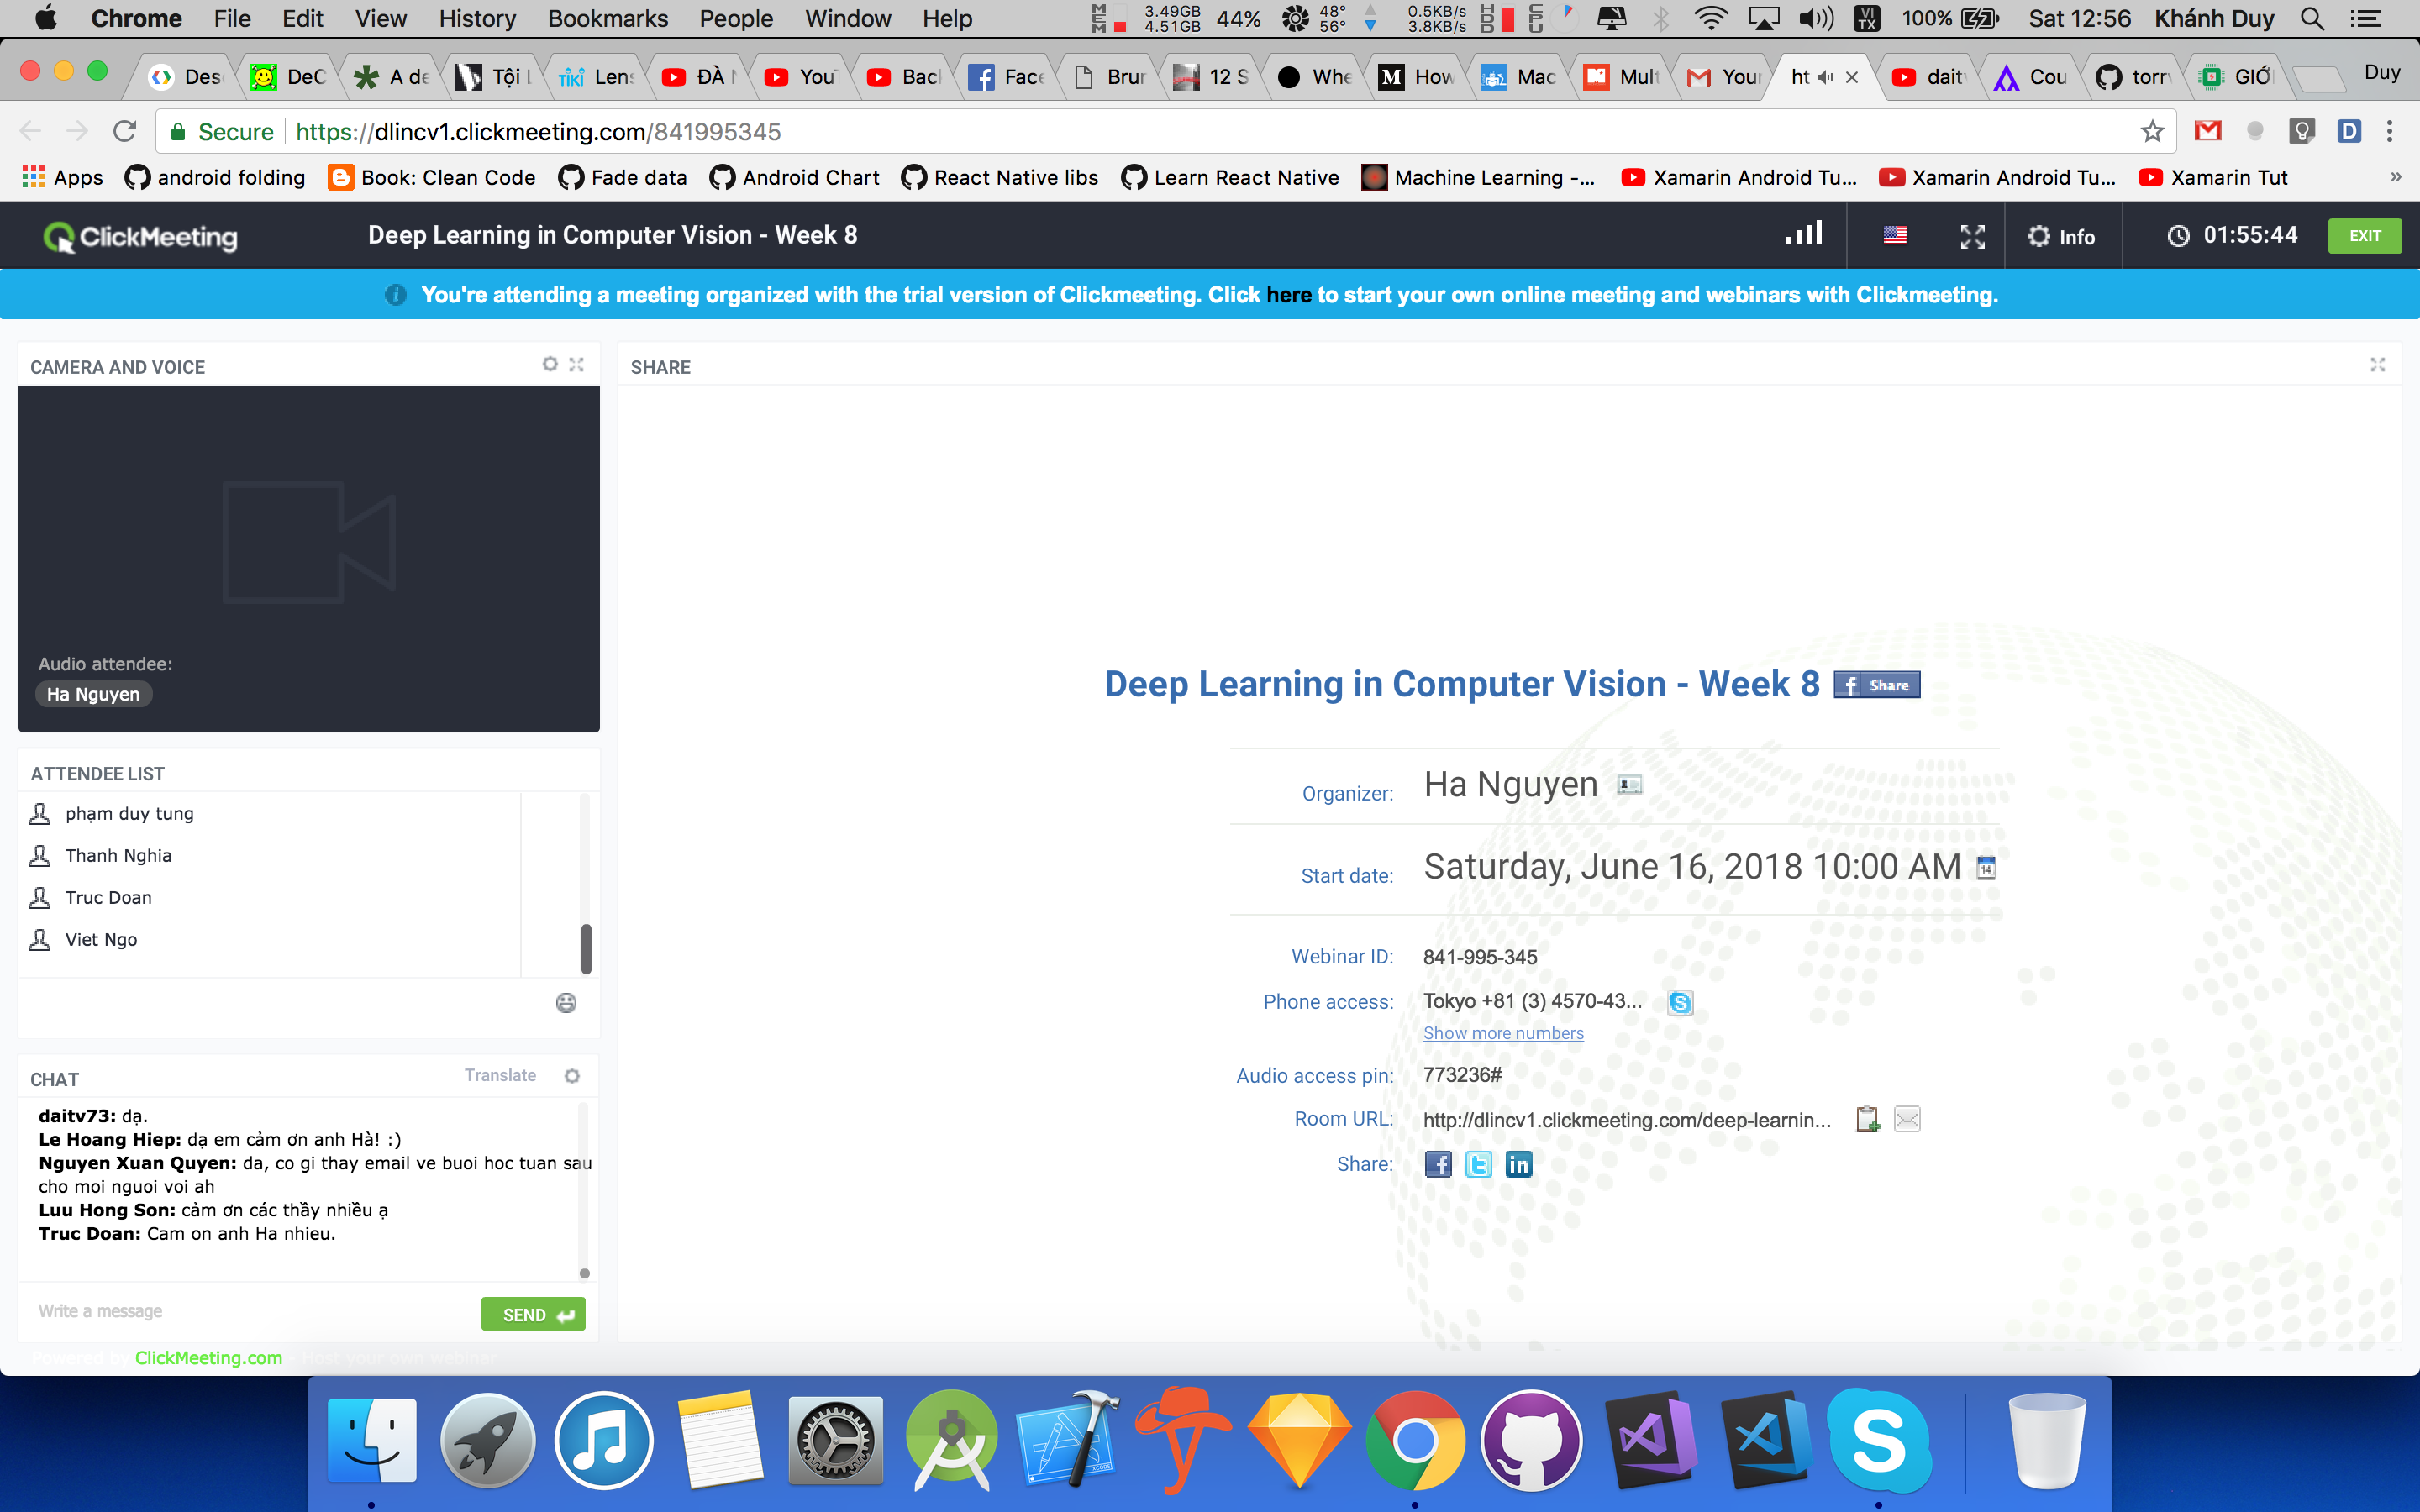 Chrome File Edit View History Bookmarks People Window Help MEM 3.49GB 4.51GB 44% 48° 56° 0.5KB/s 3.8KB/s HDD CPU VI TX 100% Sat 12:56 Khánh Duy
Des DeC A de Tội L TIKI Lens ĐÀ N YouT Back Face Brun 12 S Whe M How Mac Mult Your ht dait Cou torr GIỚ Duy
Secure https://dlincv1.clickmeeting.com/841995345 D
Apps android folding Book: Clean Code Fade data Android Chart React Native libs Learn React Native Machine Learning -... Xamarin Android Tu... Xamarin Android Tu... Xamarin Tut »
ClickMeeting Deep Learning in Computer Vision - Week 8 Info 01:55:44 EXIT
You're attending a meeting organized with the trial version of Clickmeeting. Click here to start your own online meeting and webinars with Clickmeeting.
CAMERA AND VOICE
Audio attendee:
Ha Nguyen
ATTENDEE LIST
phạm duy tung
Thanh Nghia
Truc Doan
Viet Ngo
CHAT Translate
daitv73: dạ.
Le Hoang Hiep: dạ em cảm ơn anh Hà! :)
Nguyen Xuan Quyen: da, co gi thay email ve buoi hoc tuan sau
cho moi nguoi voi ah
Luu Hong Son: cảm ơn các thầy nhiều ạ
Truc Doan: Cam on anh Ha nhieu.
Write a message SEND
Powered by ClickMeeting.com
SHARE
Deep Learning in Computer Vision - Week 8 f Share
Organizer: Ha Nguyen
Start date: Saturday, June 16, 2018 10:00 AM 14
Webinar ID: 841-995-345
Phone access: Tokyo +81 (3) 4570-43...
Show more numbers
Audio access pin: 773236#
Room URL: http://dlincv1.clickmeeting.com/deep-learnin...
Share: f t in